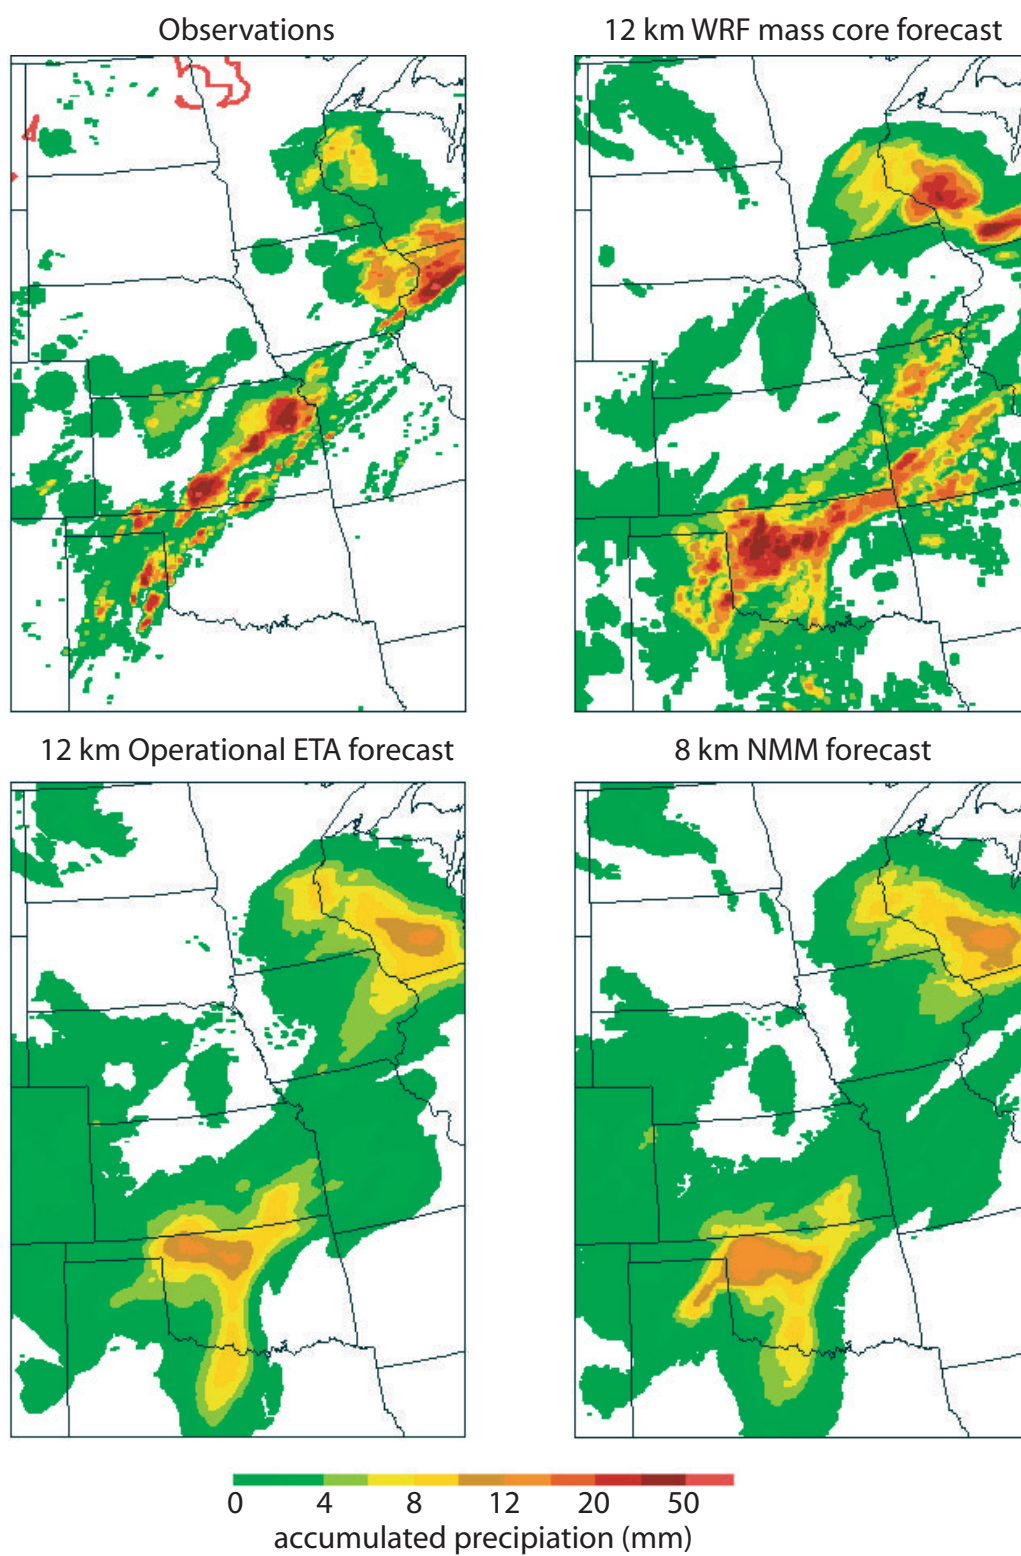 Observations
12 km WRF mass core forecast
12 km Operational ETA forecast
8 km NMM forecast
0 4 8 12 20 50
accumulated precipiation (mm)